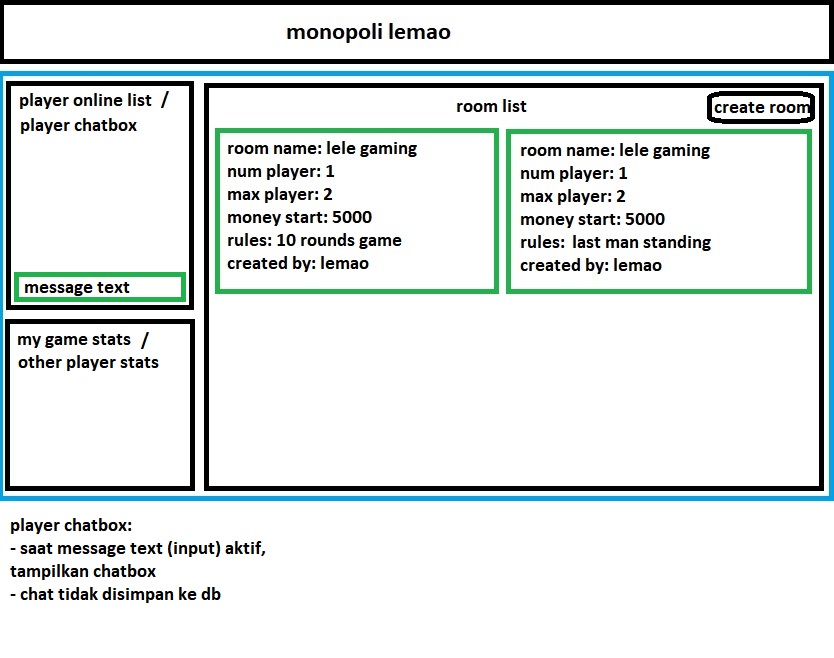 monopoli lemao
player online list /
player chatbox
message text
my game stats /
other player stats
room list
create room
room name: lele gaming
num player: 1
max player: 2
money start: 5000
rules: 10 rounds game
created by: lemao
room name: lele gaming
num player: 1
max player: 2
money start: 5000
rules: last man standing
created by: lemao
player chatbox:
- saat message text (input) aktif,
tampilkan chatbox
- chat tidak disimpan ke db